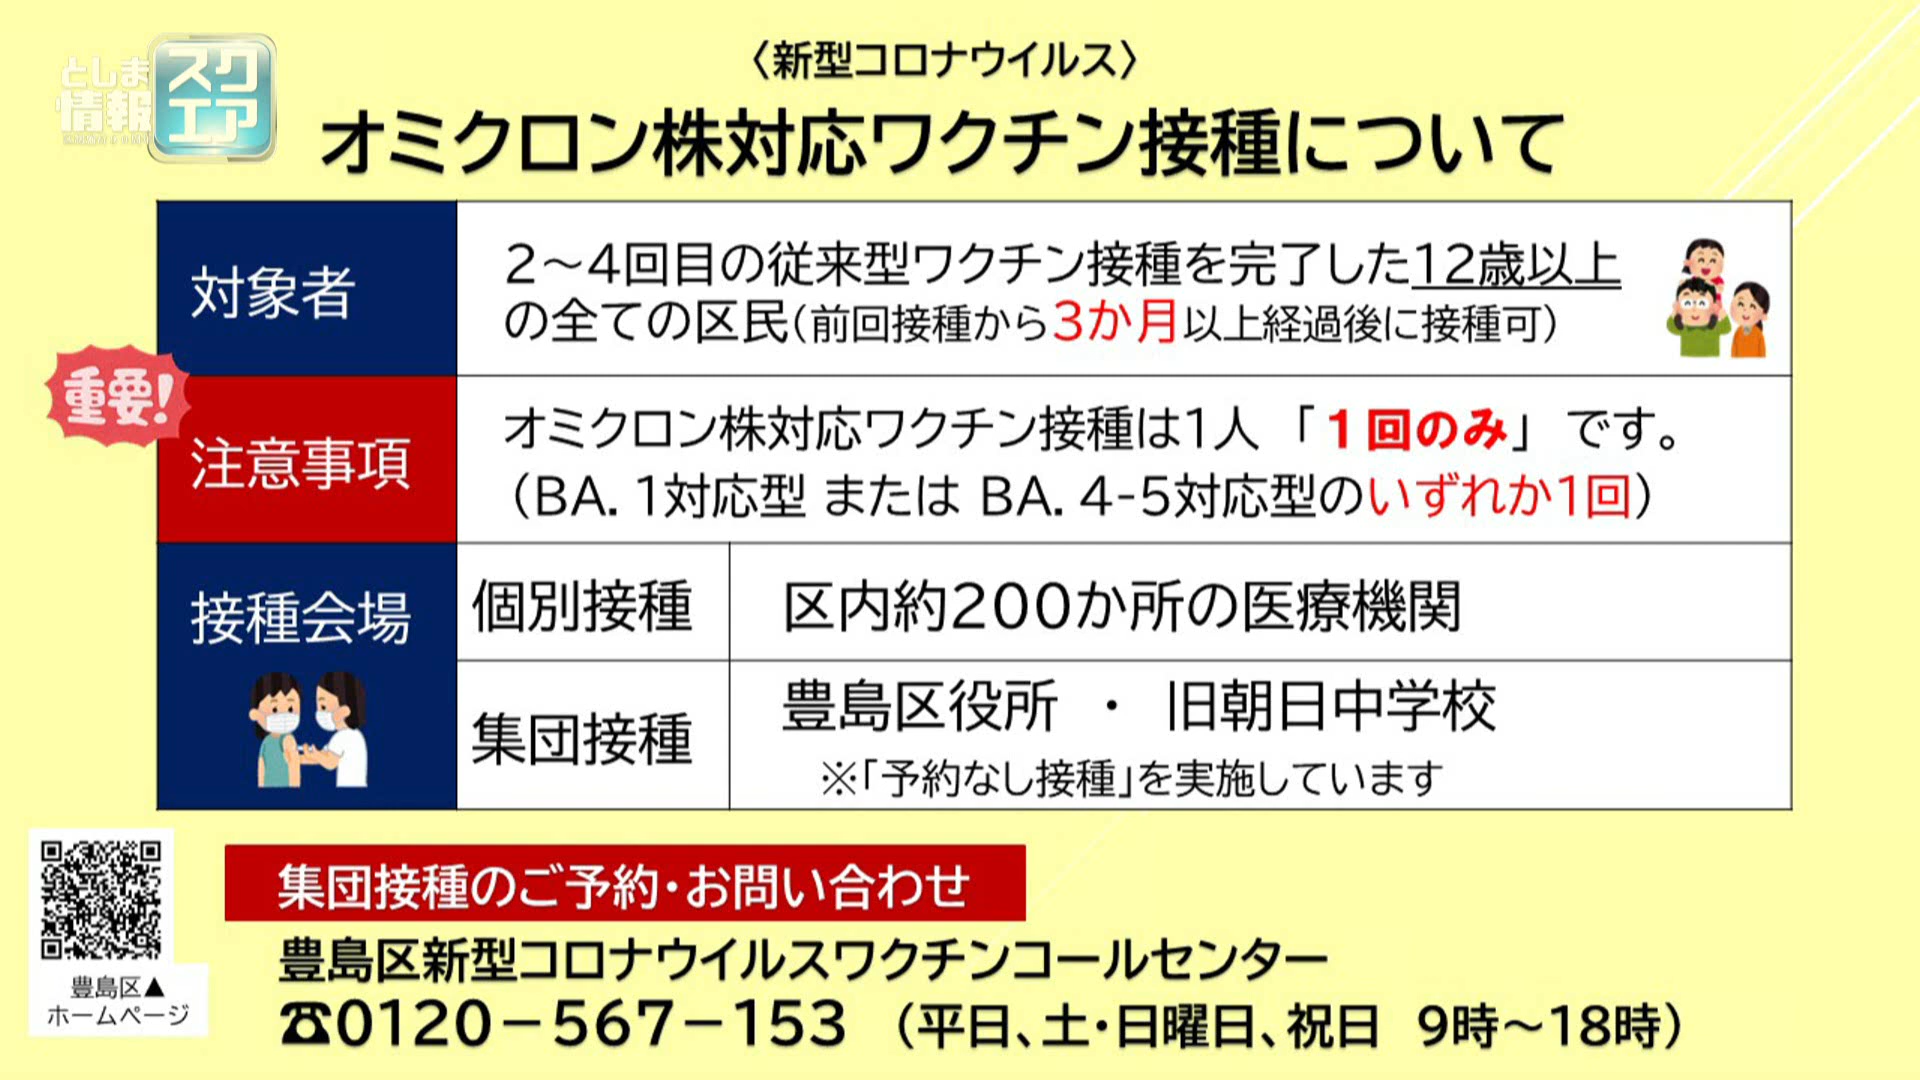 としま
情報
スク
エア
〈新型コロナウイルス〉
オミクロン株対応ワクチン接種について
対象者
2～4回目の従来型ワクチン接種を完了した12歳以上
の全ての区民（前回接種から3か月以上経過後に接種可）
重要！
注意事項
オミクロン株対応ワクチン接種は1人「１回のみ」です。
（BA．1対応型 または BA．4-5対応型のいずれか1回）
接種会場
個別接種
区内約200か所の医療機関
集団接種
豊島区役所 ・ 旧朝日中学校
※「予約なし接種」を実施しています
集団接種のご予約・お問い合わせ
豊島区新型コロナウイルスワクチンコールセンター
☎0120－567－153 （平日、土・日曜日、祝日 9時～18時）
豊島区▲
ホームページ